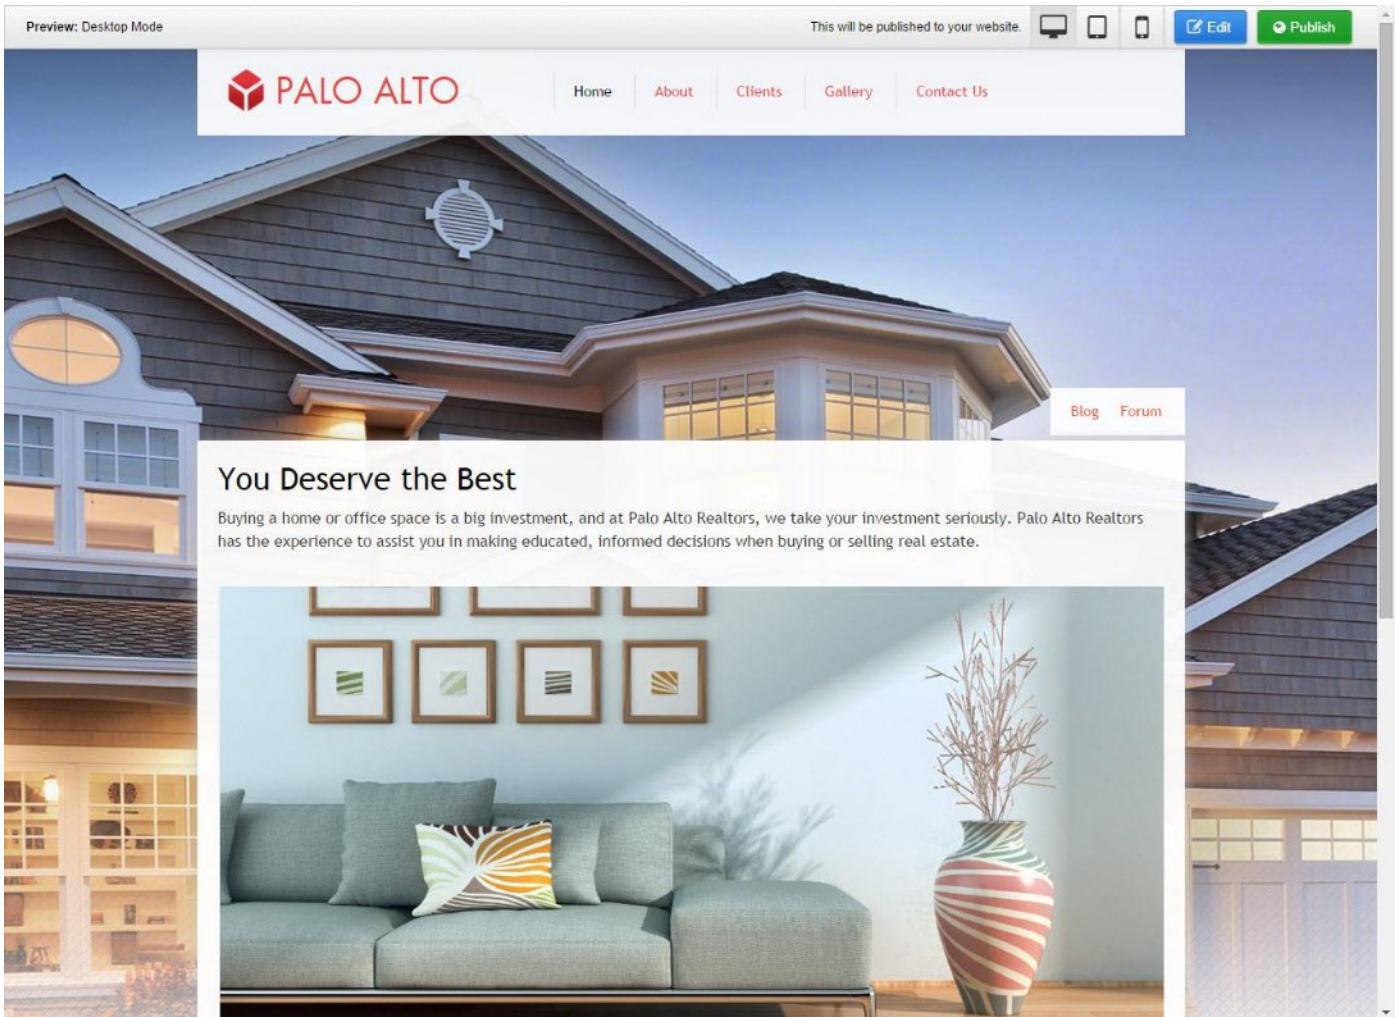 Preview: Desktop Mode
This will be published to your website.
Edit
Publish
PALO ALTO
Home
About
Clients
Gallery
Contact Us
Blog
Forum
You Deserve the Best
Buying a home or office space is a big investment, and at Palo Alto Realtors, we take your investment seriously. Palo Alto Realtors
has the experience to assist you in making educated, informed decisions when buying or selling real estate.